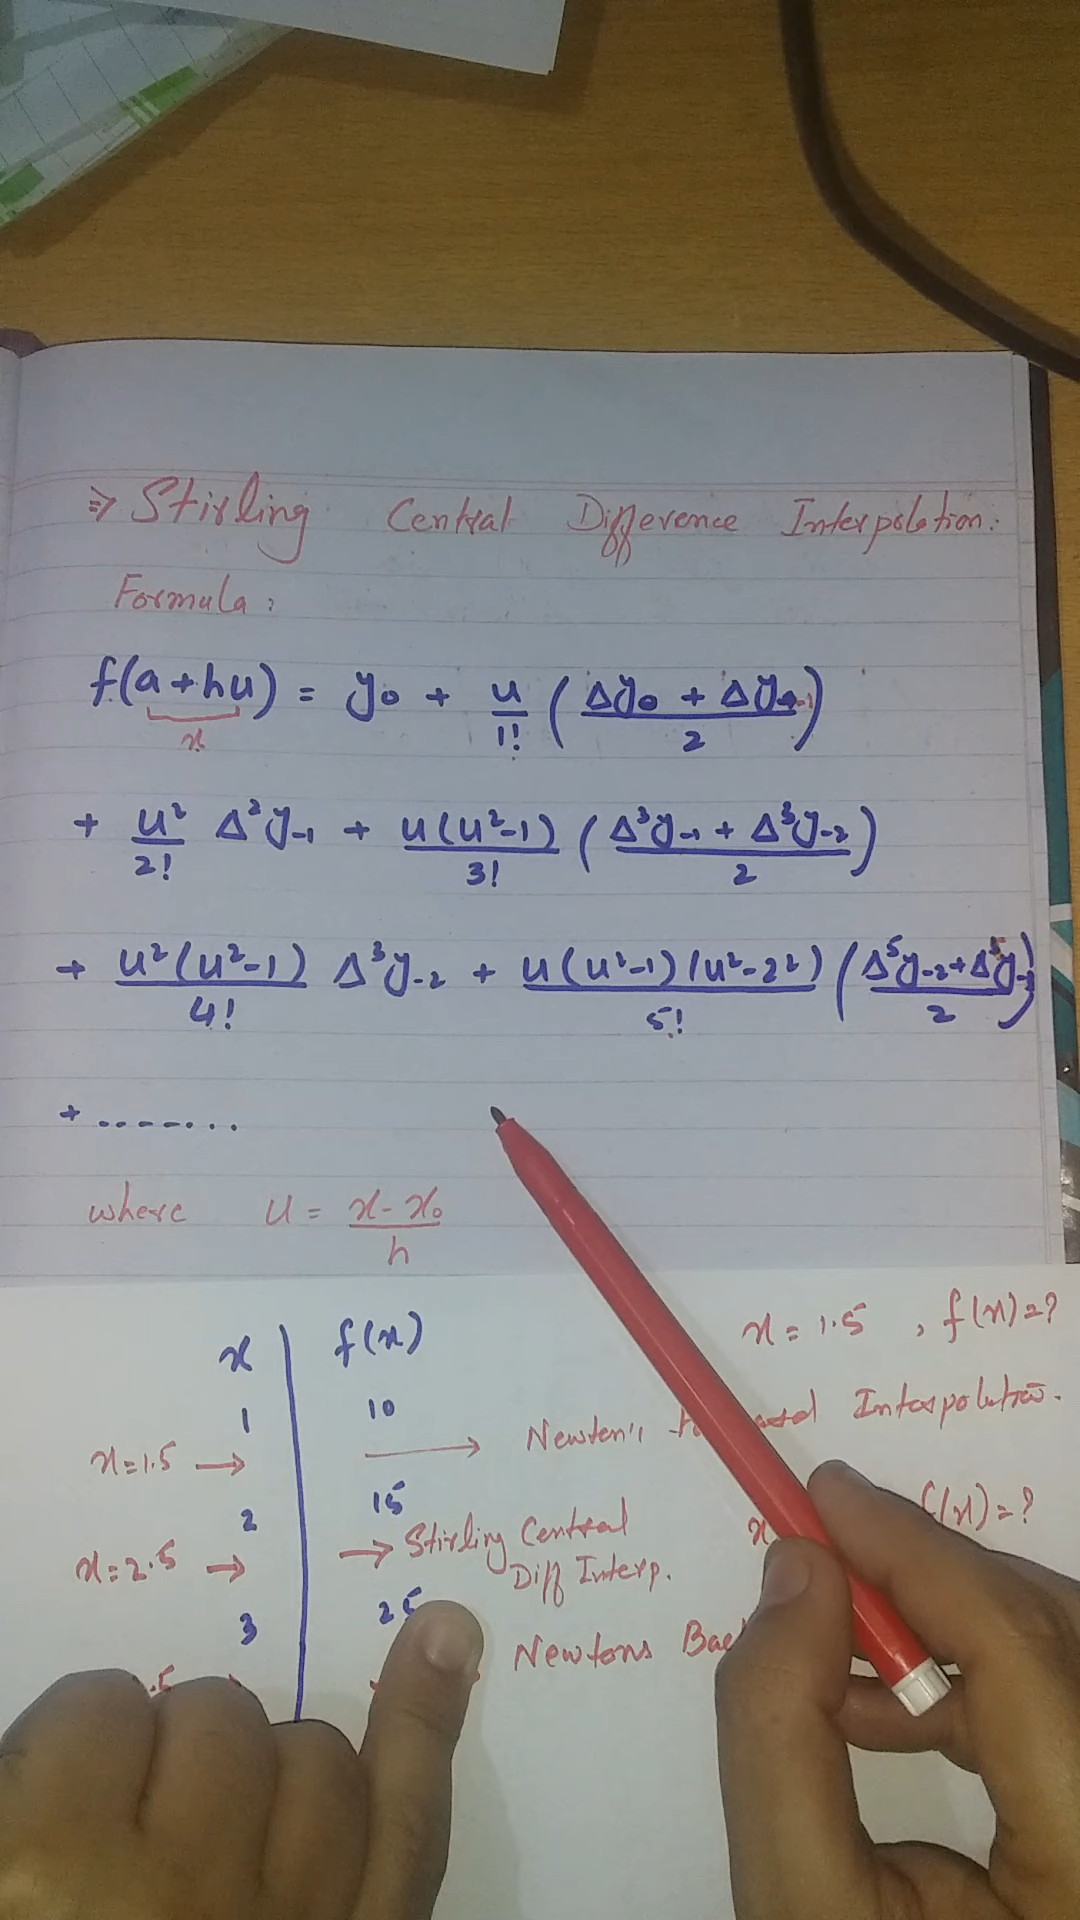 ⇒ Stirling Central Difference Interpolation.
Formula:
f(a+hu) = y₀ + u/1! ( (Δy₀ + Δy₋₁)/2 )
x
+ u²/2! Δ²y₋₁ + u(u²-1)/3! ( (Δ³y₋₁ + Δ³y₋₂)/2 )
+ u²(u²-1)/4! Δ³y₋₂ + u(u²-1)(u²-2²)/5! ( (Δ⁵y₋₂ + Δ⁵y₋₃)/2 )
+ .......
where u = (x - x₀)/h
x | f(x)
x = 1.5 , f(x) = ?
1 | 10
x=1.5 → → Newton's Interpolation.
2 | 15
x f(x) = ?
x=2.5 → → Stirling Central
Diff Interp.
3 | 25
.5 Newtons